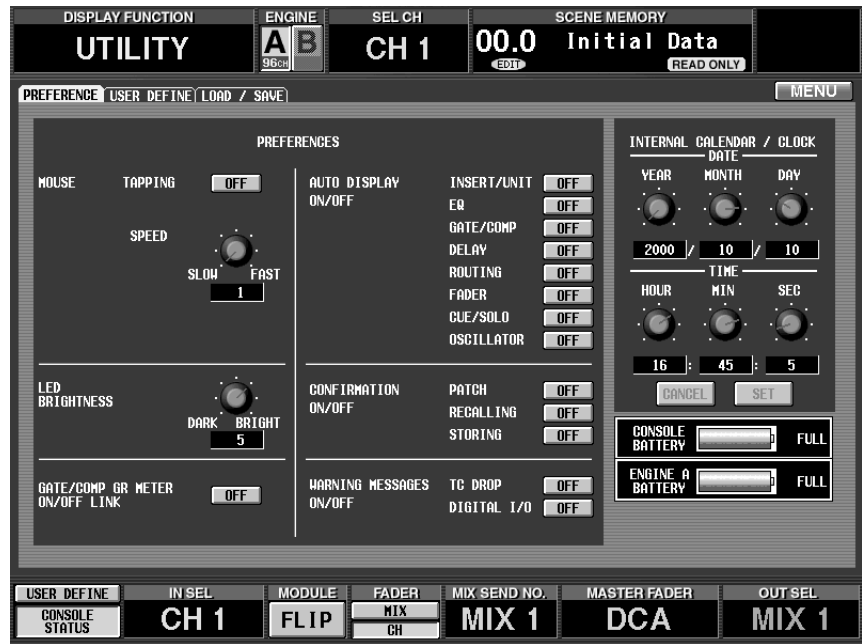 DISPLAY FUNCTION ENGINE SEL CH SCENE MEMORY
UTILITY A B CH 1 00.0 Initial Data
96CH EDIT READ ONLY
PREFERENCE USER DEFINE LOAD / SAVE MENU
PREFERENCES
MOUSE TAPPING OFF
SPEED
SLOW FAST
1
LED
BRIGHTNESS
DARK BRIGHT
5
GATE/COMP GR METER
ON/OFF LINK OFF
AUTO DISPLAY
ON/OFF
INSERT/UNIT OFF
EQ OFF
GATE/COMP OFF
DELAY OFF
ROUTING OFF
FADER OFF
CUE/SOLO OFF
OSCILLATOR OFF
CONFIRMATION
ON/OFF
PATCH OFF
RECALLING OFF
STORING OFF
WARNING MESSAGES
ON/OFF
TC DROP OFF
DIGITAL I/O OFF
INTERNAL CALENDAR / CLOCK
DATE
YEAR MONTH DAY
2000 / 10 / 10
TIME
HOUR MIN SEC
16 : 45 : 5
CANCEL SET
CONSOLE
BATTERY FULL
ENGINE A
BATTERY FULL
USER DEFINE IN SEL MODULE FADER MIX SEND NO. MASTER FADER OUT SEL
CONSOLE
STATUS CH 1 FLIP MIX
CH MIX 1 DCA MIX 1